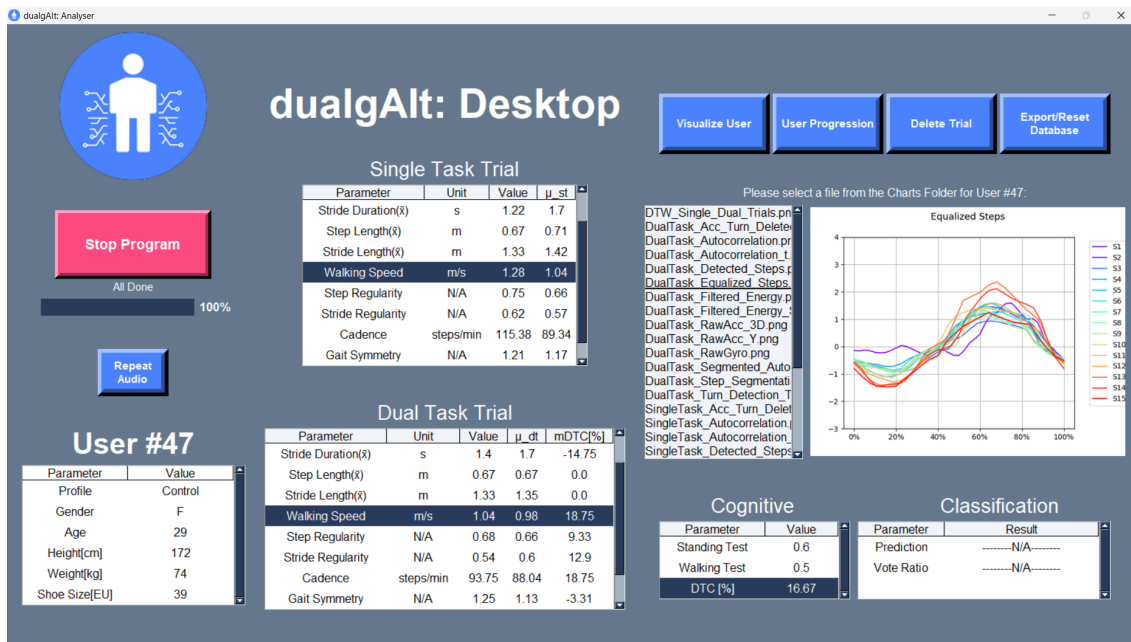 dualgAIt: Analyser
dualgAIt: Desktop
Visualize User
User Progression
Delete Trial
Export/Reset
Database
Stop Program
All Done
100%
Repeat
Audio
User #47
Parameter Value
Profile Control
Gender F
Age 29
Height[cm] 172
Weight[kg] 74
Shoe Size[EU] 39
Single Task Trial
Parameter Unit Value μ_st
Stride Duration(x̄) s 1.22 1.7
Step Length(x̄) m 0.67 0.71
Stride Length(x̄) m 1.33 1.42
Walking Speed m/s 1.28 1.04
Step Regularity N/A 0.75 0.66
Stride Regularity N/A 0.62 0.57
Cadence steps/min 115.38 89.34
Gait Symmetry N/A 1.21 1.17
Dual Task Trial
Parameter Unit Value μ_dt mDTC[%]
Stride Duration(x̄) s 1.4 1.7 -14.75
Step Length(x̄) m 0.67 0.67 0.0
Stride Length(x̄) m 1.33 1.35 0.0
Walking Speed m/s 1.04 0.98 18.75
Step Regularity N/A 0.68 0.66 9.33
Stride Regularity N/A 0.54 0.6 12.9
Cadence steps/min 93.75 88.04 18.75
Gait Symmetry N/A 1.25 1.13 -3.31
Please select a file from the Charts Folder for User #47:
DTW_Single_Dual_Trials.pn
DualTask_Acc_Turn_Delete
DualTask_Autocorrelation.pr
DualTask_Autocorrelation_t.
DualTask_Detected_Steps.p
DualTask_Equalized_Steps.
DualTask_Filtered_Energy.p
DualTask_Filtered_Energy_
DualTask_RawAcc_3D.png
DualTask_RawAcc_Y.png
DualTask_RawGyro.png
DualTask_Segmented_Auto
DualTask_Step_Segmentati
DualTask_Turn_Detection_T
SingleTask_Acc_Turn_Delet
SingleTask_Autocorrelation.
SingleTask_Autocorrelation_
SingleTask_Detected_Steps
Equalized Steps
4
3
2
1
0
−1
−2
−3
0% 20% 40% 60% 80% 100%
S1
S2
S3
S4
S5
S6
S7
S8
S9
S10
S11
S12
S13
S14
S15
Cognitive
Parameter Value
Standing Test 0.6
Walking Test 0.5
DTC [%] 16.67
Classification
Parameter Result
Prediction --------N/A--------
Vote Ratio --------N/A--------